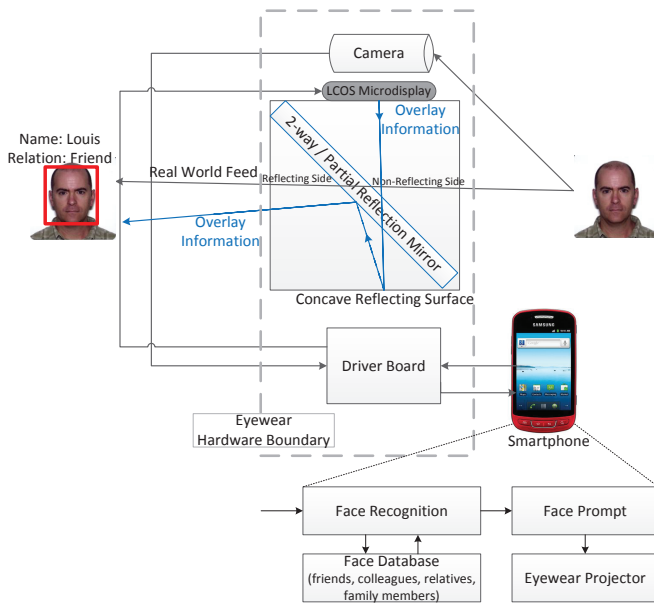 Camera
LCOS Microdisplay
Overlay
Information
2-way / Partial Reflection Mirror
Name: Louis
Relation: Friend
Real World Feed
Reflecting Side
Non-Reflecting Side
Overlay
Information
Concave Reflecting Surface
SAMSUNG
Driver Board
Eyewear
Hardware Boundary
Smartphone
Face Recognition
Face Prompt
Face Database
(friends, colleagues, relatives,
family members)
Eyewear Projector